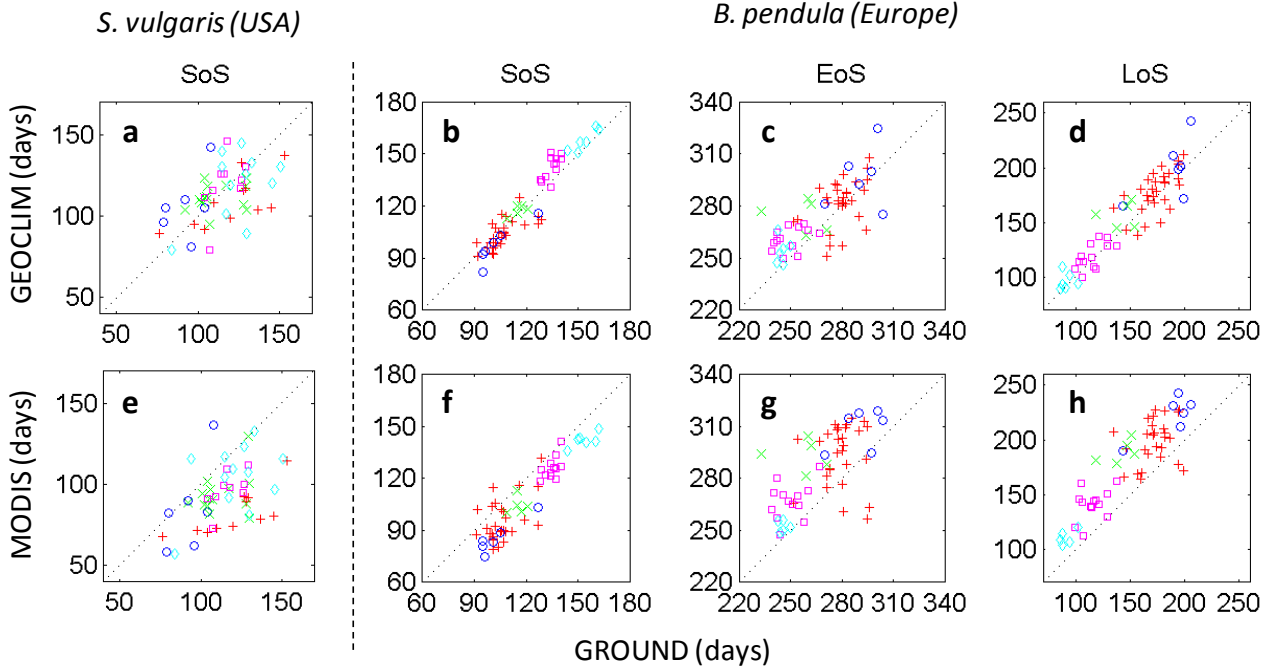 S. vulgaris (USA)
B. pendula (Europe)
SoS
SoS
EoS
LoS
GEOCLIM (days)
a
150
100
50
50 100 150
b
180
150
120
90
60
60 90 120 150 180
c
340
310
280
250
220
220 250 280 310 340
d
250
200
150
100
100 150 200 250
MODIS (days)
e
150
100
50
50 100 150
f
180
150
120
90
60
60 90 120 150 180
g
340
310
280
250
220
220 250 280 310 340
h
250
200
150
100
100 150 200 250
GROUND (days)